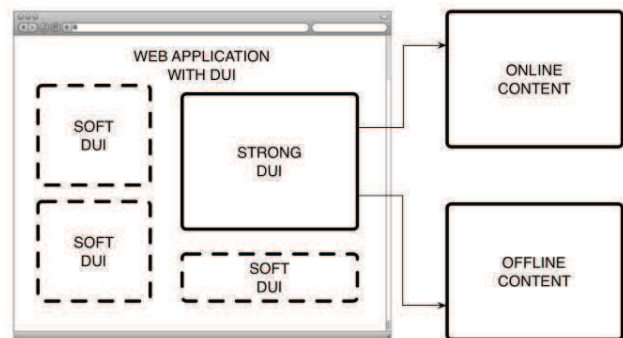 WEB APPLICATION
WITH DUI
SOFT
DUI
STRONG
DUI
SOFT
DUI
SOFT
DUI
ONLINE
CONTENT
OFFLINE
CONTENT